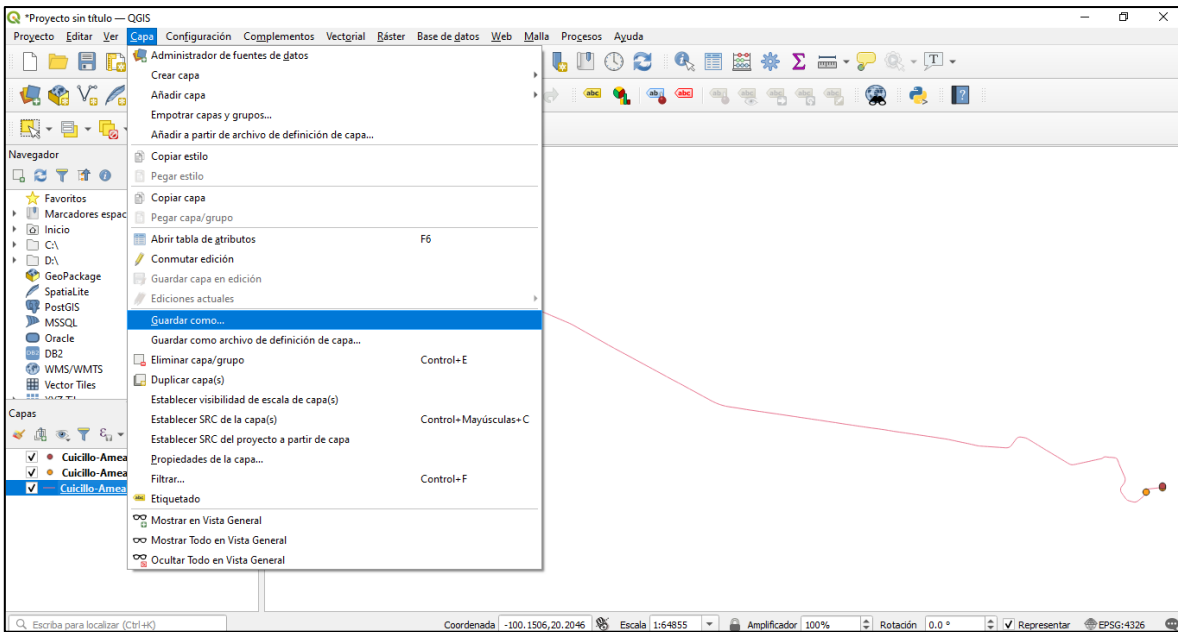 *Proyecto sin título — QGIS
Proyecto Editar Ver Capa Configuración Complementos Vectorial Ráster Base de datos Web Malla Procesos Ayuda
Administrador de fuentes de datos
Crear capa
Añadir capa
Empotrar capas y grupos...
Añadir a partir de archivo de definición de capa...
Copiar estilo
Pegar estilo
Copiar capa
Pegar capa/grupo
Abrir tabla de atributos F6
Conmutar edición
Guardar capa en edición
Ediciones actuales
Guardar como...
Guardar como archivo de definición de capa...
Eliminar capa/grupo Control+E
Duplicar capa(s)
Establecer visibilidad de escala de capa(s)
Establecer SRC de la capa(s) Control+Mayúsculas+C
Establecer SRC del proyecto a partir de capa
Propiedades de la capa...
Filtrar... Control+F
Etiquetado
Mostrar en Vista General
Mostrar Todo en Vista General
Ocultar Todo en Vista General
Navegador
Favoritos
Marcadores espac
Inicio
C:\
D:\
GeoPackage
SpatiaLite
PostGIS
MSSQL
Oracle
DB2
WMS/WMTS
Vector Tiles
Capas
Cuicillo-Amea
Cuicillo-Amea
Cuicillo-Amea
Escriba para localizar (Ctrl+K)
Coordenada -100.1506,20.2046 Escala 1:64855 Amplificador 100% Rotación 0.0 ° Representar EPSG:4326